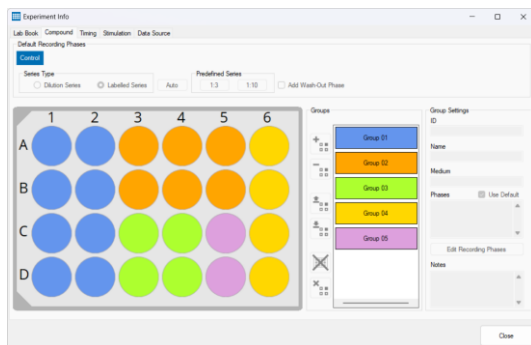 Experiment Info
Lab Book Compound Timing Stimulation Data Source
Default Recording Phases
Control
Series Type
Dilution Series Labelled Series Auto
Predefined Series
1:3 1:10 Add Wash-Out Phase
1 2 3 4 5 6
A
B
C
D
Groups
Group 01
Group 02
Group 03
Group 04
Group 05
Group Settings
ID
Name
Medium
Phases Use Default
Edit Recording Phases
Notes
Close